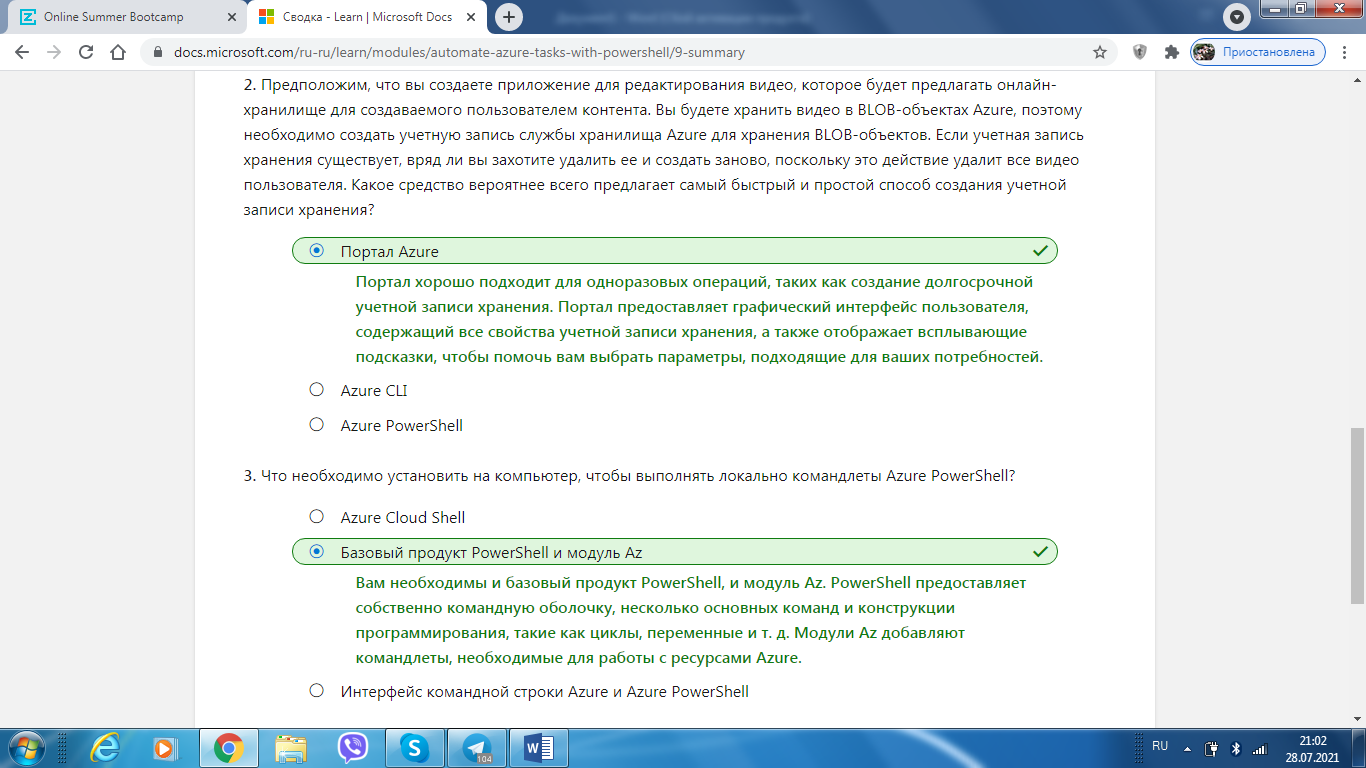 Online Summer Bootcamp
Сводка - Learn | Microsoft Docs
docs.microsoft.com/ru-ru/learn/modules/automate-azure-tasks-with-powershell/9-summary
Приостановлена
2. Предположим, что вы создаете приложение для редактирования видео, которое будет предлагать онлайн-
хранилище для создаваемого пользователем контента. Вы будете хранить видео в BLOB-объектах Azure, поэтому
необходимо создать учетную запись службы хранилища Azure для хранения BLOB-объектов. Если учетная запись
хранения существует, вряд ли вы захотите удалить ее и создать заново, поскольку это действие удалит все видео
пользователя. Какое средство вероятнее всего предлагает самый быстрый и простой способ создания учетной
записи хранения?
Портал Azure
Портал хорошо подходит для одноразовых операций, таких как создание долгосрочной
учетной записи хранения. Портал предоставляет графический интерфейс пользователя,
содержащий все свойства учетной записи хранения, а также отображает всплывающие
подсказки, чтобы помочь вам выбрать параметры, подходящие для ваших потребностей.
Azure CLI
Azure PowerShell
3. Что необходимо установить на компьютер, чтобы выполнять локально командлеты Azure PowerShell?
Azure Cloud Shell
Базовый продукт PowerShell и модуль Az
Вам необходимы и базовый продукт PowerShell, и модуль Az. PowerShell предоставляет
собственно командную оболочку, несколько основных команд и конструкции
программирования, такие как циклы, переменные и т. д. Модули Az добавляют
командлеты, необходимые для работы с ресурсами Azure.
Интерфейс командной строки Azure и Azure PowerShell
104
RU
21:02
28.07.2021